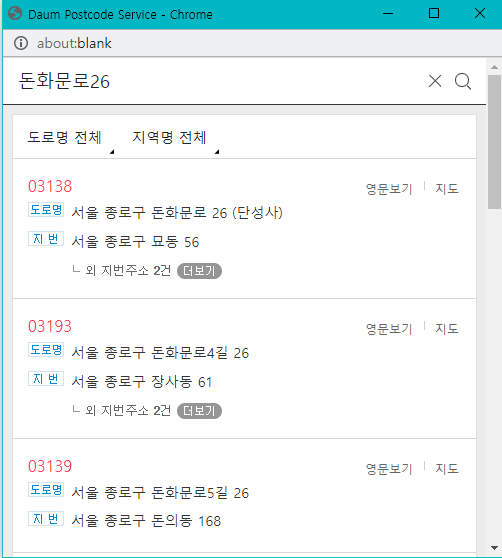 Daum Postcode Service - Chrome
about:blank
돈화문로26
도로명 전체 지역명 전체
03138 영문보기 지도
도로명 서울 종로구 돈화문로 26 (단성사)
지 번 서울 종로구 묘동 56
ㄴ 외 지번주소 2건 더보기
03193 영문보기 지도
도로명 서울 종로구 돈화문로4길 26
지 번 서울 종로구 장사동 61
ㄴ 외 지번주소 2건 더보기
03139 영문보기 지도
도로명 서울 종로구 돈화문로5길 26
지 번 서울 종로구 돈의동 168